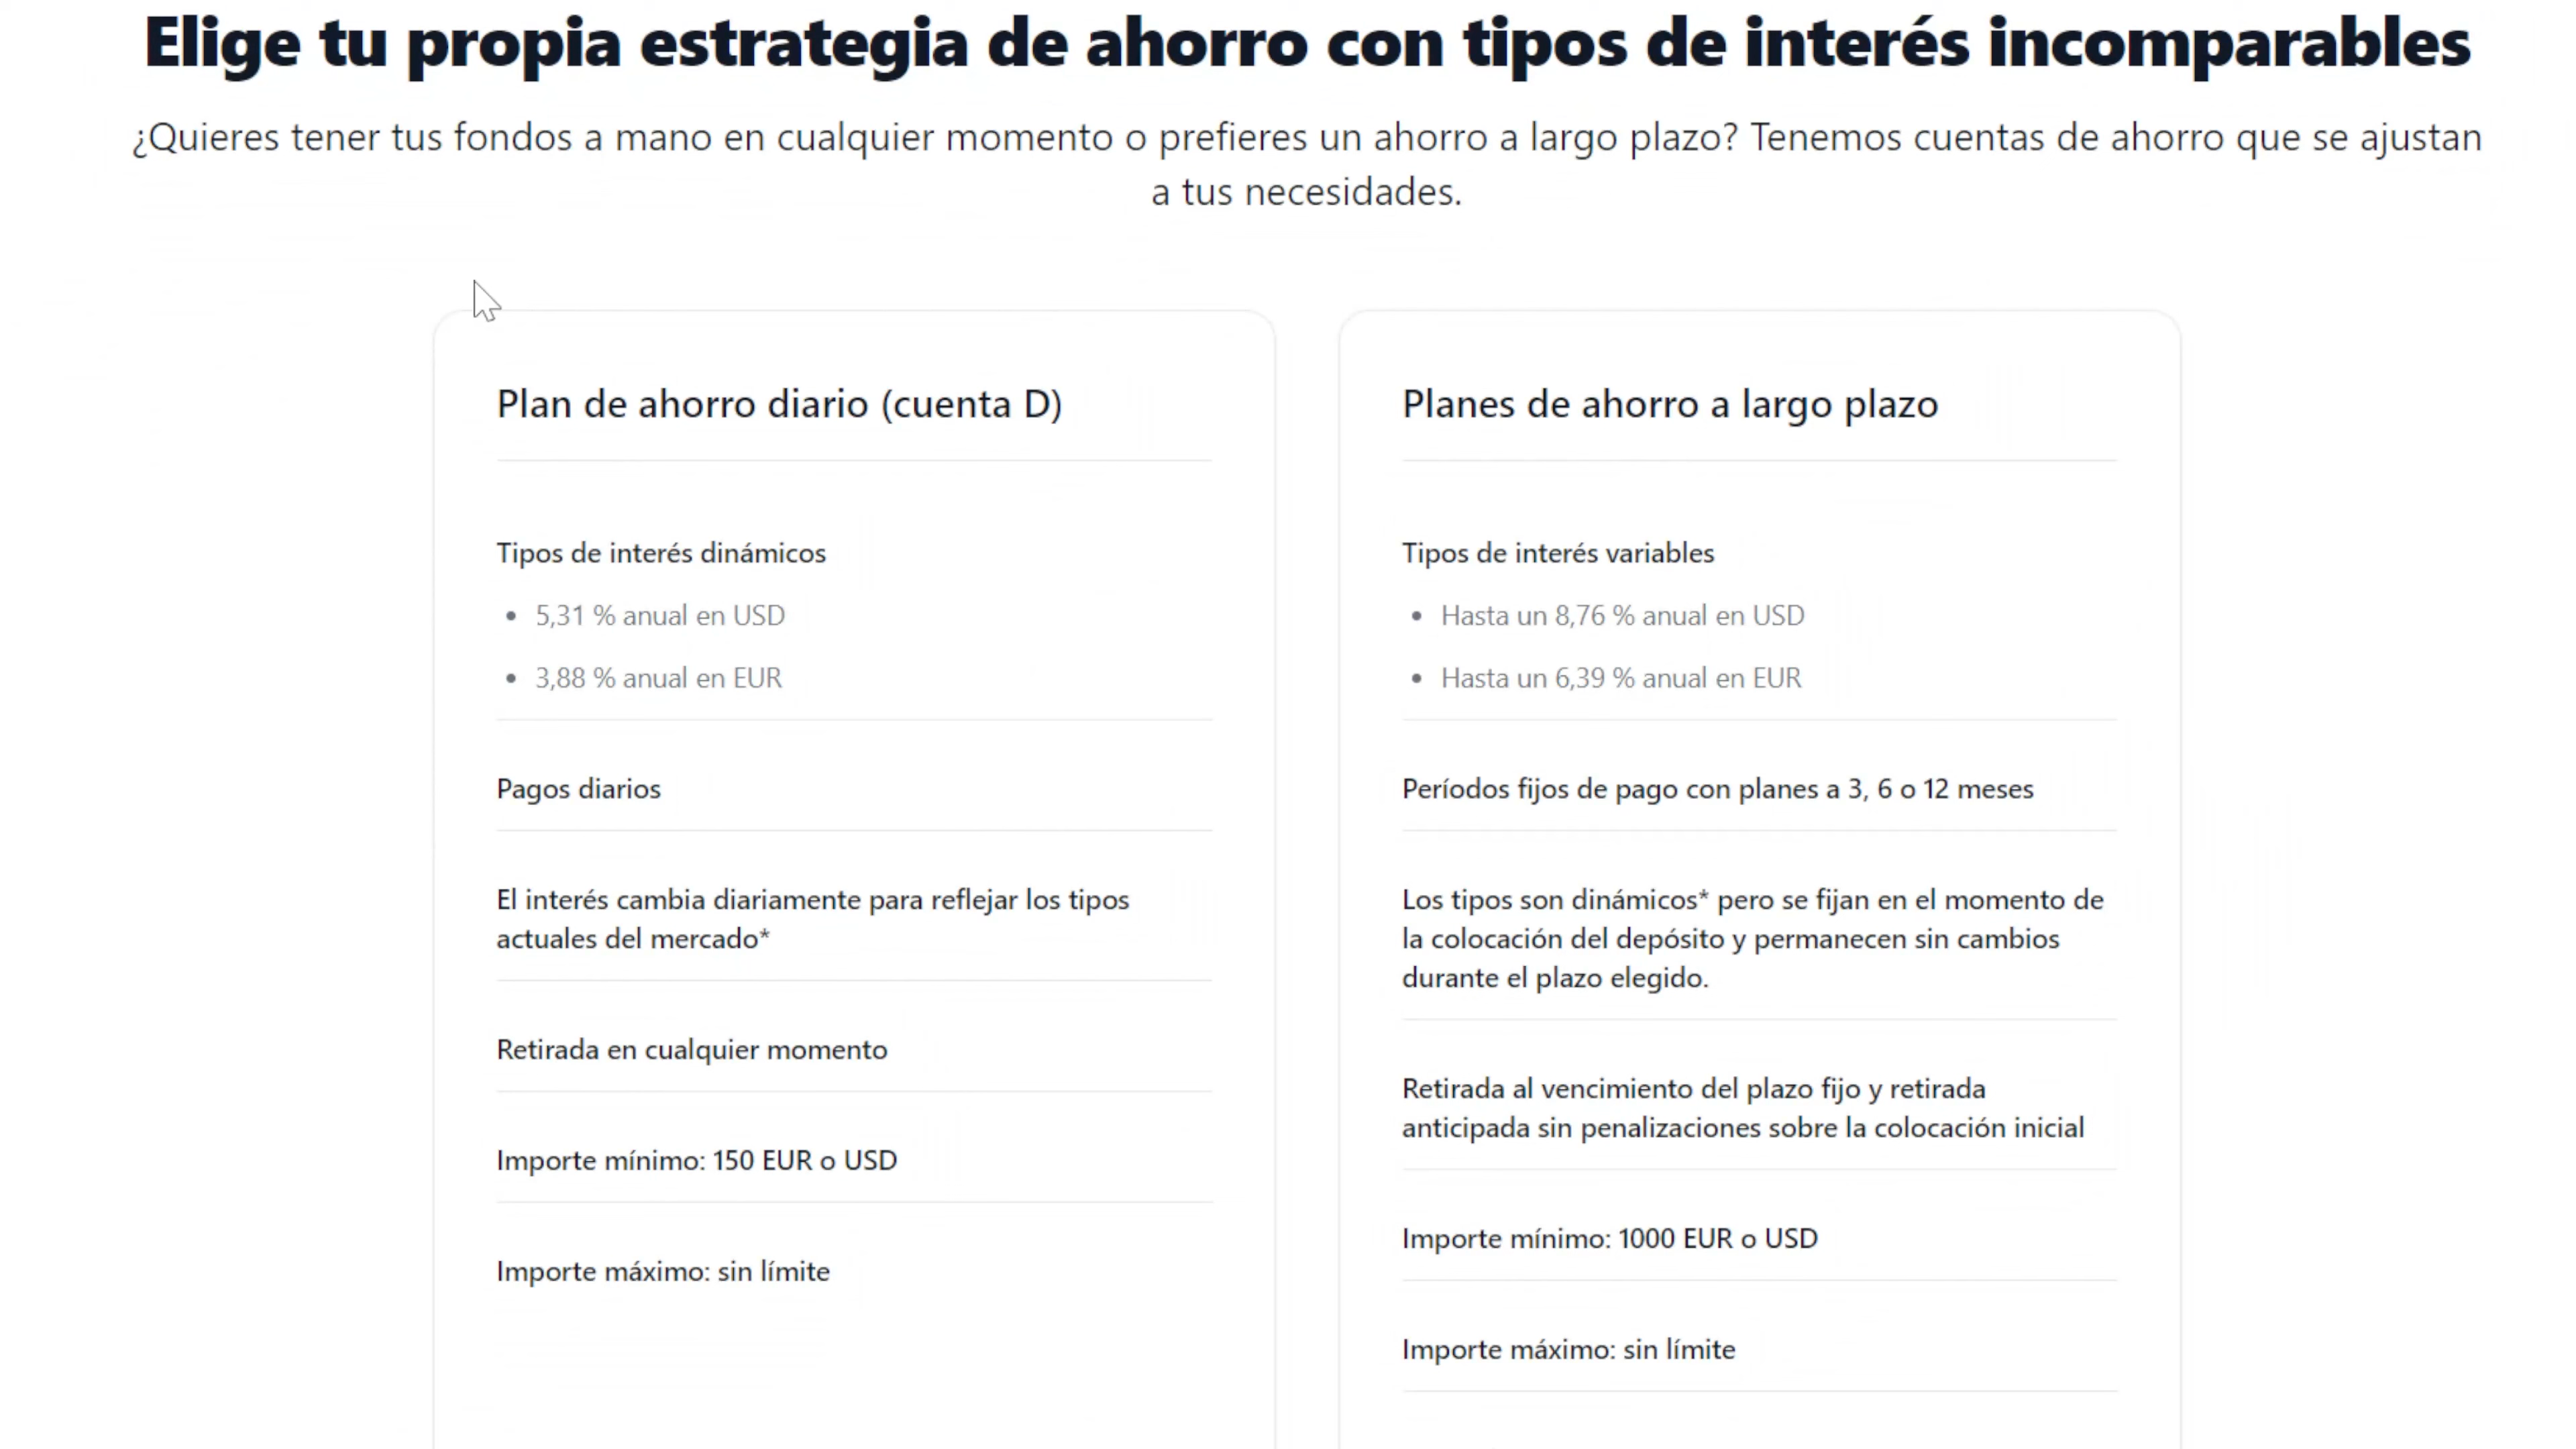 Elige tu propia estrategia de ahorro con tipos de interés incomparables
¿Quieres tener tus fondos a mano en cualquier momento o prefieres un ahorro a largo plazo? Tenemos cuentas de ahorro que se ajustan
a tus necesidades.
Plan de ahorro diario (cuenta D)
Tipos de interés dinámicos
• 5,31 % anual en USD
• 3,88 % anual en EUR
Pagos diarios
El interés cambia diariamente para reflejar los tipos
actuales del mercado*
Retirada en cualquier momento
Importe mínimo: 150 EUR o USD
Importe máximo: sin límite
Planes de ahorro a largo plazo
Tipos de interés variables
• Hasta un 8,76 % anual en USD
• Hasta un 6,39 % anual en EUR
Períodos fijos de pago con planes a 3, 6 o 12 meses
Los tipos son dinámicos* pero se fijan en el momento de
la colocación del depósito y permanecen sin cambios
durante el plazo elegido.
Retirada al vencimiento del plazo fijo y retirada
anticipada sin penalizaciones sobre la colocación inicial
Importe mínimo: 1000 EUR o USD
Importe máximo: sin límite